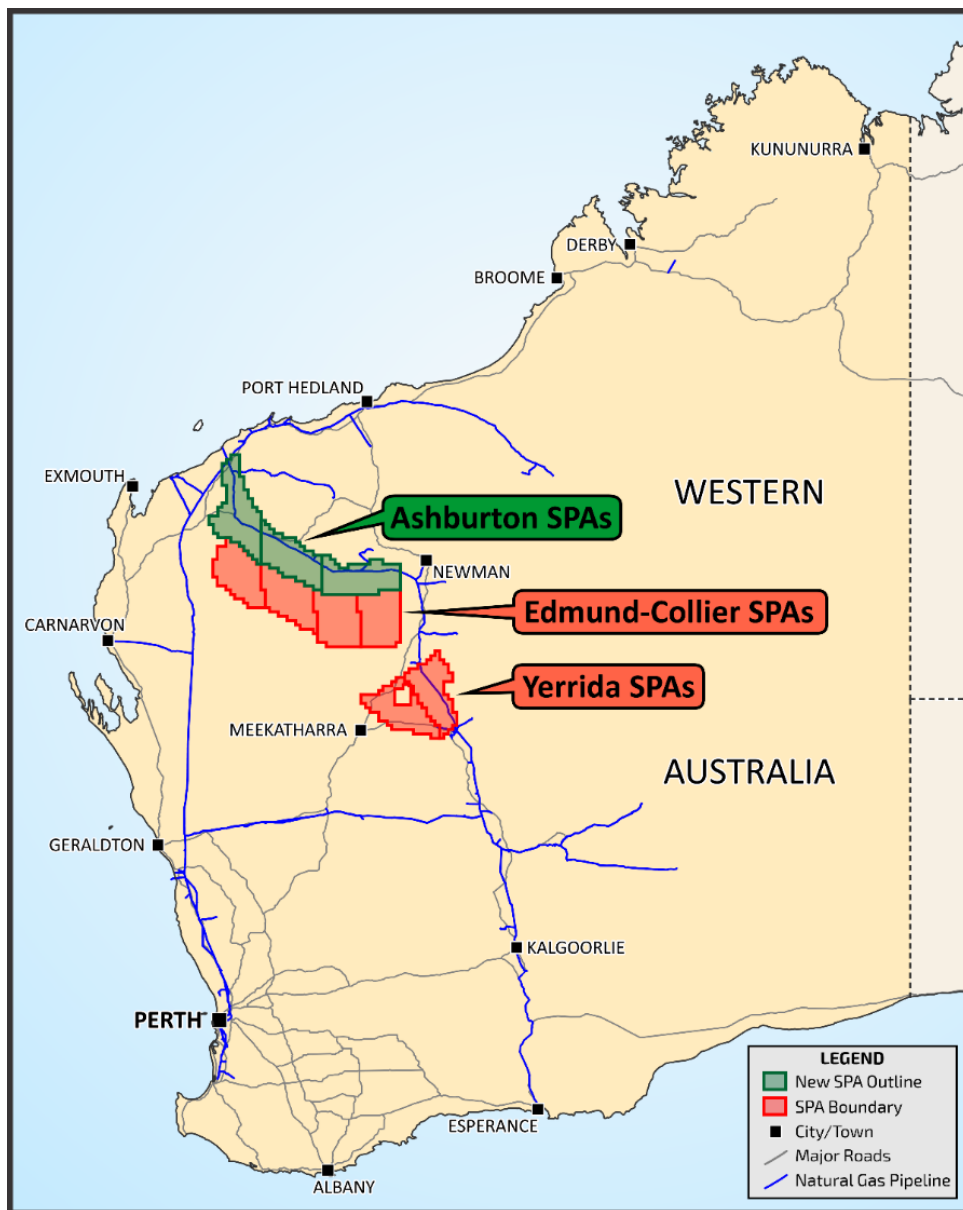 KUNUNURRA
DERBY
BROOME
PORT HEDLAND
EXMOUTH
WESTERN
Ashburton SPAs
NEWMAN
Edmund-Collier SPAs
CARNARVON
Yerrida SPAs
MEEKATHARRA
AUSTRALIA
GERALDTON
KALGOORLIE
PERTH
LEGEND
New SPA Outline
SPA Boundary
City/Town
Major Roads
Natural Gas Pipeline
ESPERANCE
ALBANY